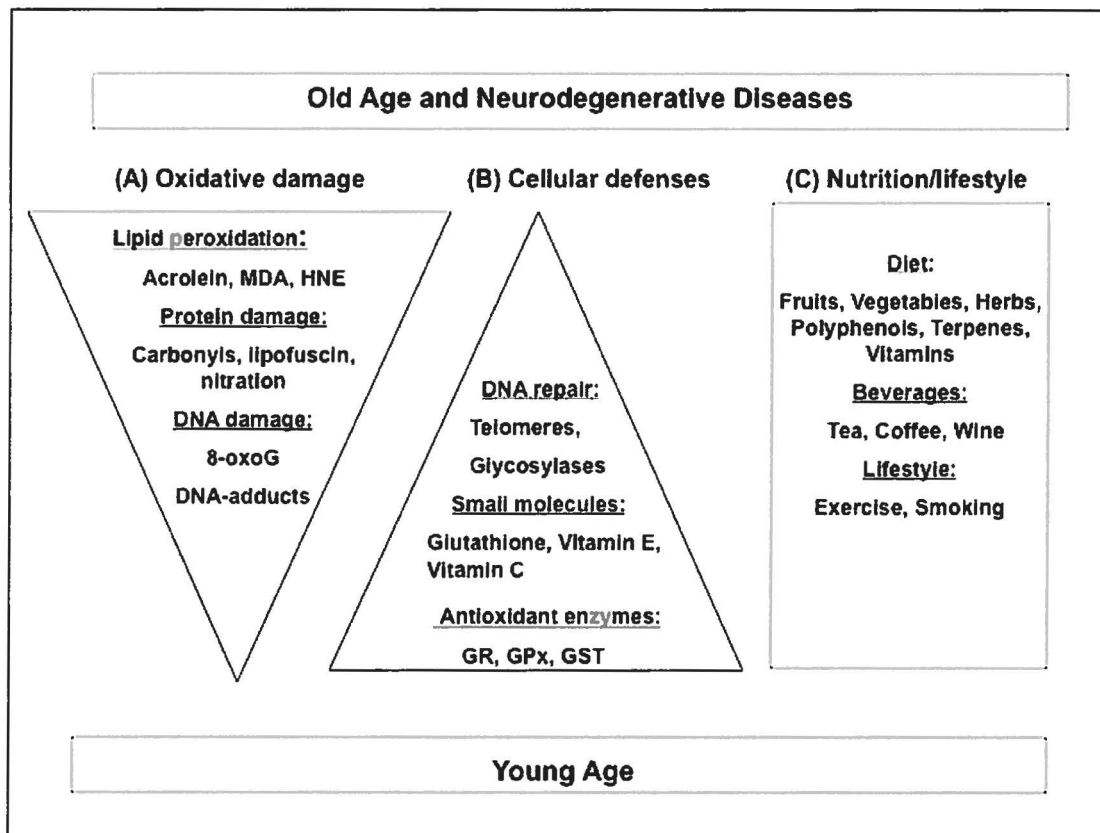 Old Age and Neurodegenerative Diseases
(A) Oxidative damage
Lipid peroxidation:
Acrolein, MDA, HNE
Protein damage:
Carbonyls, lipofuscin,
nitration
DNA damage:
8-oxoG
DNA-adducts
(B) Cellular defenses
DNA repair:
Telomeres,
Glycosylases
Small molecules:
Glutathione, Vitamin E,
Vitamin C
Antioxidant enzymes:
GR, GPx, GST
(C) Nutrition/lifestyle
Diet:
Fruits, Vegetables, Herbs,
Polyphenols, Terpenes,
Vitamins
Beverages:
Tea, Coffee, Wine
Lifestyle:
Exercise, Smoking
Young Age